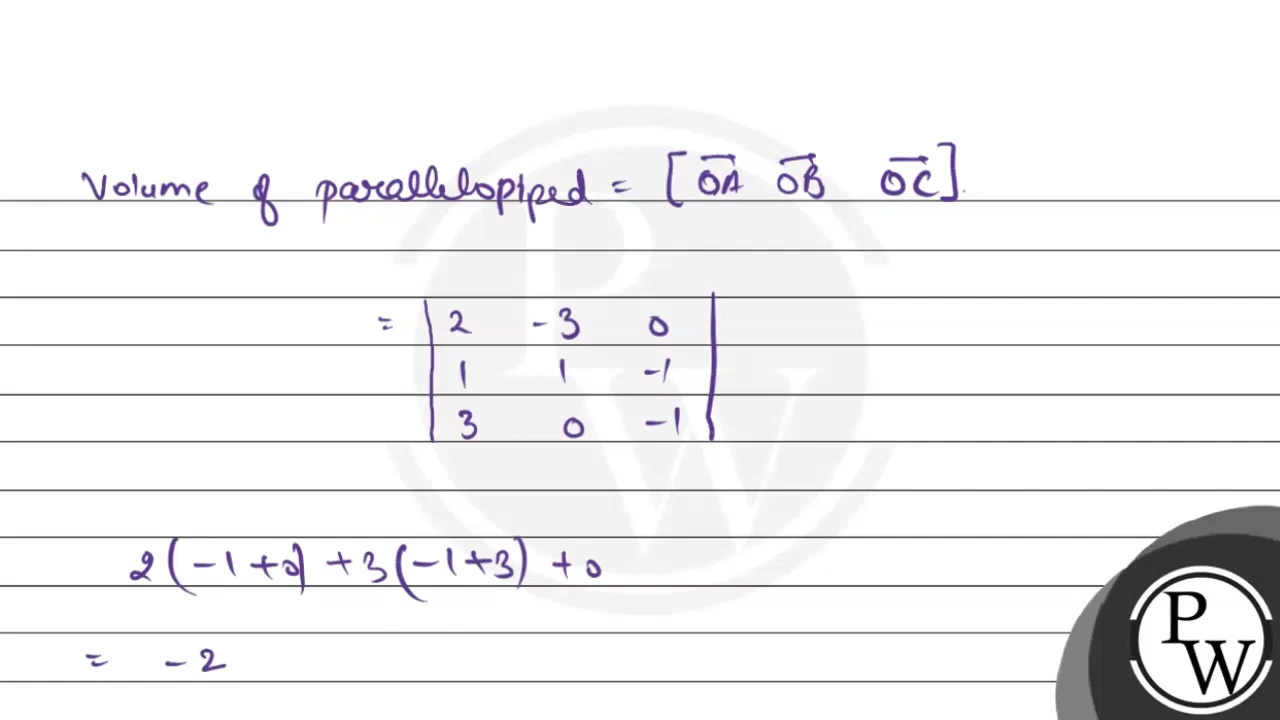 Volume of parallelopiped = [OA⃗ OB⃗ OC⃗].
= | 2 -3 0 |
| 1 1 -1 |
| 3 0 -1 |
2(-1+0) +3(-1+3) +0
= -2
P
W